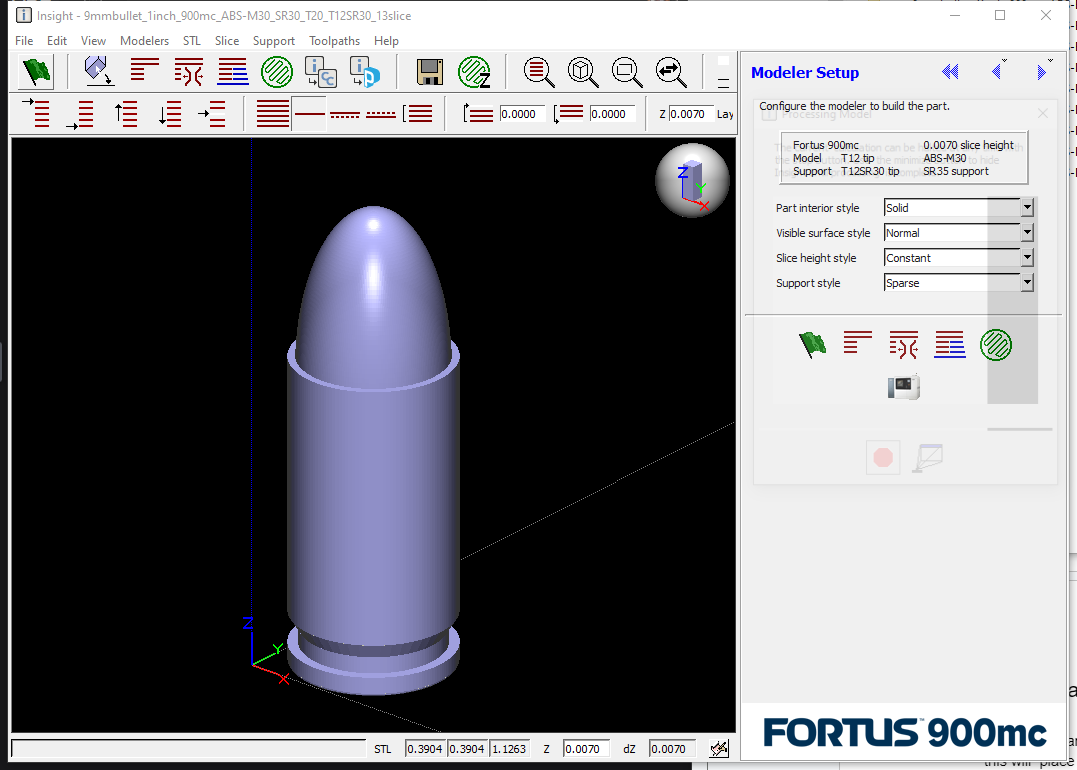 Insight - 9mmbullet_1inch_900mc_ABS-M30_SR30_T20_T12SR30_13slice
File Edit View Modelers STL Slice Support Toolpaths Help
0.0000 0.0000 Z 0.0070 Lay
Z
Y
X
Z
Y
X
STL 0.3904 0.3904 1.1263 Z 0.0070 dZ 0.0070
Modeler Setup
Configure the modeler to build the part.
Processing Model
Fortus 900mc 0.0070 slice height
Model T12 tip ABS-M30
Support T12SR30 tip SR35 support
Part interior style Solid
Visible surface style Normal
Slice height style Constant
Support style Sparse
FORTUS 900mc
this will place